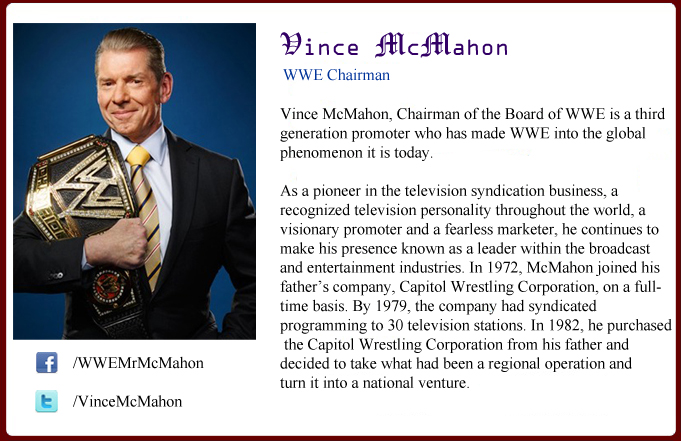 Vince McMahon
WWE Chairman
Vince McMahon, Chairman of the Board of WWE is a third
generation promoter who has made WWE into the global
phenomenon it is today.
As a pioneer in the television syndication business, a
recognized television personality throughout the world, a
visionary promoter and a fearless marketer, he continues to
make his presence known as a leader within the broadcast
and entertainment industries. In 1972, McMahon joined his
father’s company, Capitol Wrestling Corporation, on a full-
time basis. By 1979, the company had syndicated
programming to 30 television stations. In 1982, he purchased
the Capitol Wrestling Corporation from his father and
decided to take what had been a regional operation and
turn it into a national venture.
/WWEMrMcMahon
/VinceMcMahon